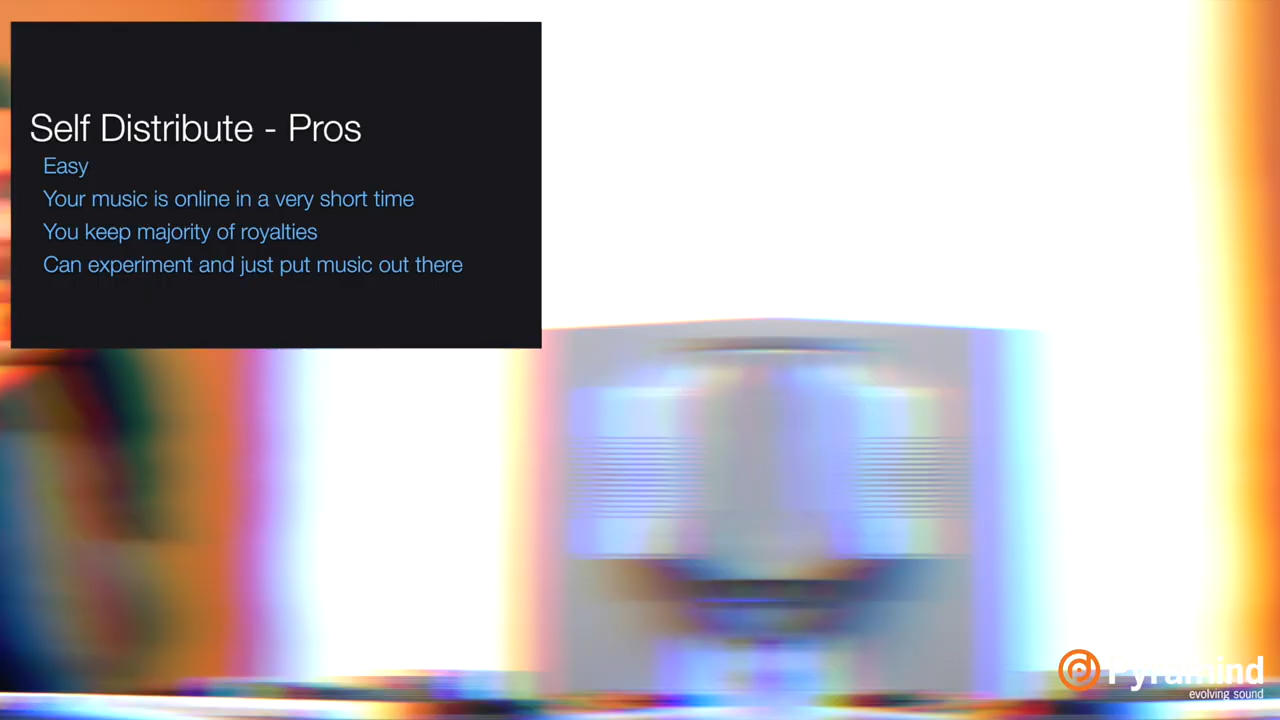 Self Distribute - Pros
Easy
Your music is online in a very short time
You keep majority of royalties
Can experiment and just put music out there
Pyramind
evolving sound